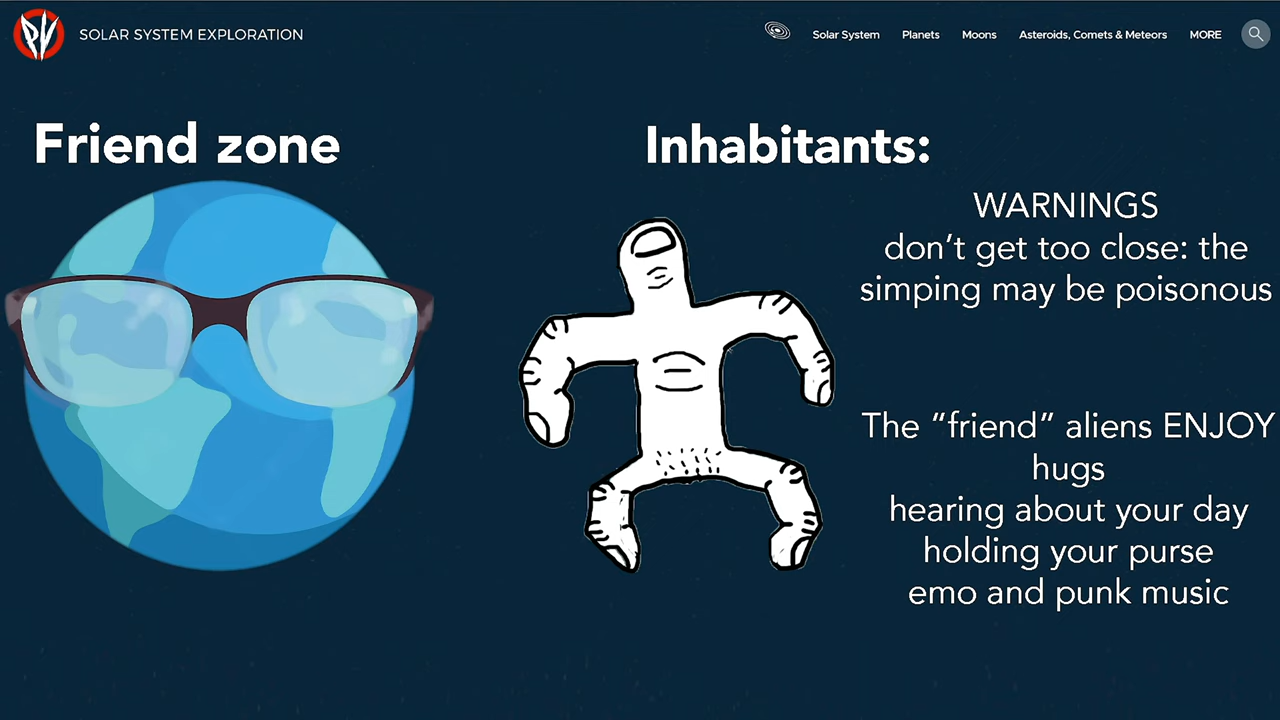 SOLAR SYSTEM EXPLORATION
Solar System
Planets
Moons
Asteroids, Comets & Meteors
MORE
Friend zone
Inhabitants:
WARNINGS
don't get too close: the
simping may be poisonous
The "friend" aliens ENJOY
hugs
hearing about your day
holding your purse
emo and punk music